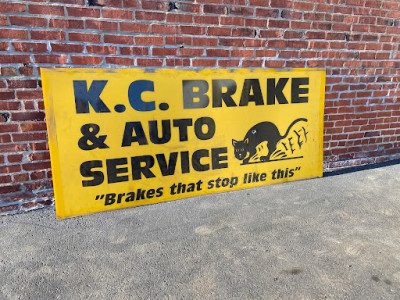 K.C. BRAKE
& AUTO
SERVICE
"Brakes that stop like this"